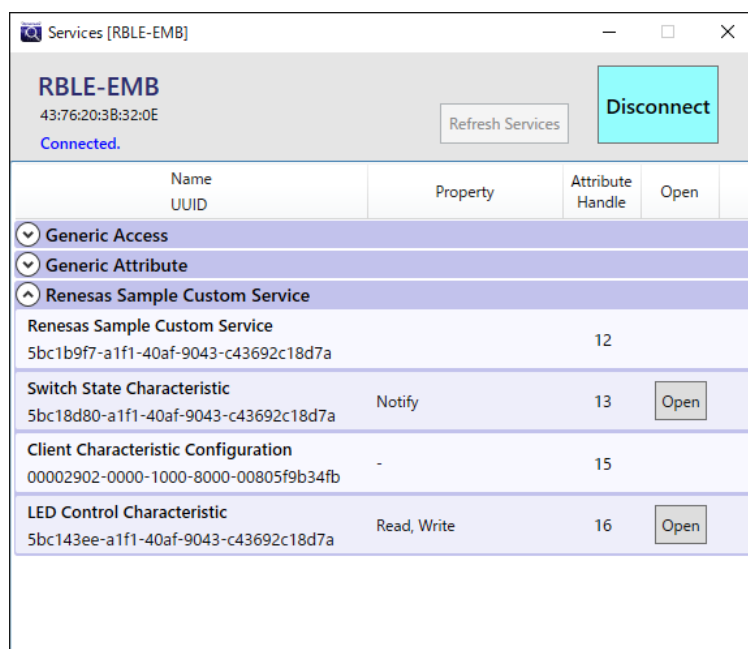 Services [RBLE-EMB]
RBLE-EMB
43:76:20:3B:32:0E
Connected.
Refresh Services
Disconnect
Name
UUID
Property
Attribute
Handle
Open
Generic Access
Generic Attribute
Renesas Sample Custom Service
Renesas Sample Custom Service
5bc1b9f7-a1f1-40af-9043-c43692c18d7a
12
Switch State Characteristic
5bc18d80-a1f1-40af-9043-c43692c18d7a
Notify
13
Open
Client Characteristic Configuration
00002902-0000-1000-8000-00805f9b34fb
-
15
LED Control Characteristic
5bc143ee-a1f1-40af-9043-c43692c18d7a
Read, Write
16
Open